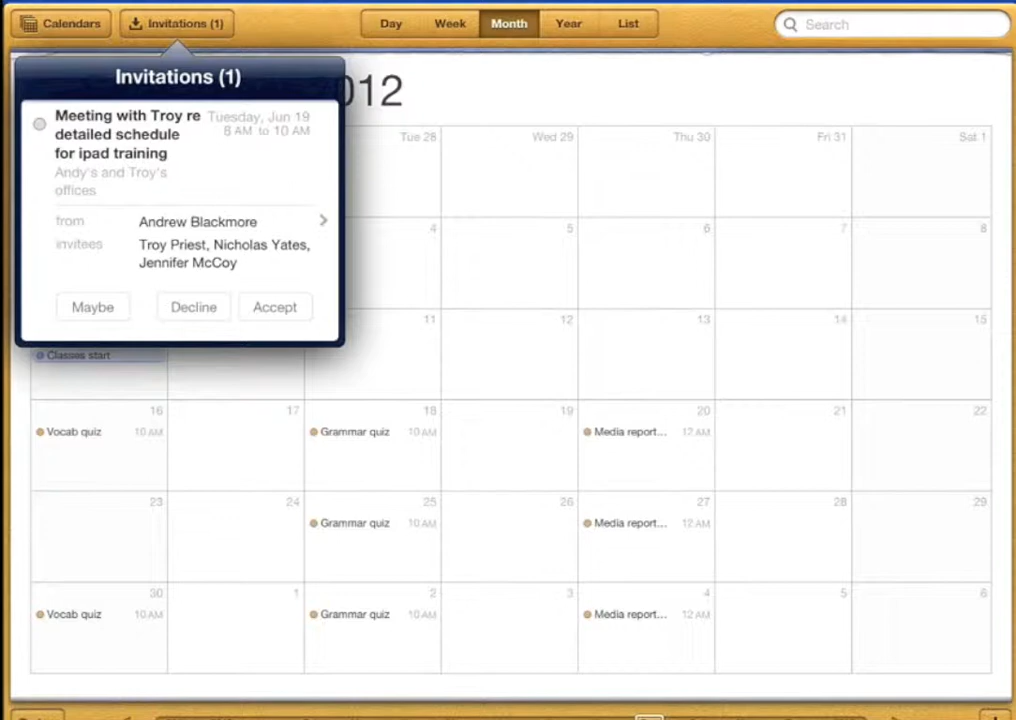 Calendars
Invitations (1)
Day
Week
Month
Year
List
Search
Invitations (1)
012
Meeting with Troy re
detailed schedule
for ipad training
Tuesday, Jun 19
8 AM to 10 AM
Andy's and Troy's
offices
from Andrew Blackmore
invitees Troy Priest, Nicholas Yates,
Jennifer McCoy
Maybe
Decline
Accept
Tue 28 Wed 29 Thu 30 Fri 31 Sat 1
4 5 6 7 8
11 12 13 14 15
Classes start
16 17 18 19 20 21 22
Vocab quiz 10 AM Grammar quiz 10 AM Media report... 12 AM
23 24 25 26 27 28 29
Grammar quiz 10 AM Media report... 12 AM
30 1 2 3 4 5 6
Vocab quiz 10 AM Grammar quiz 10 AM Media report... 12 AM